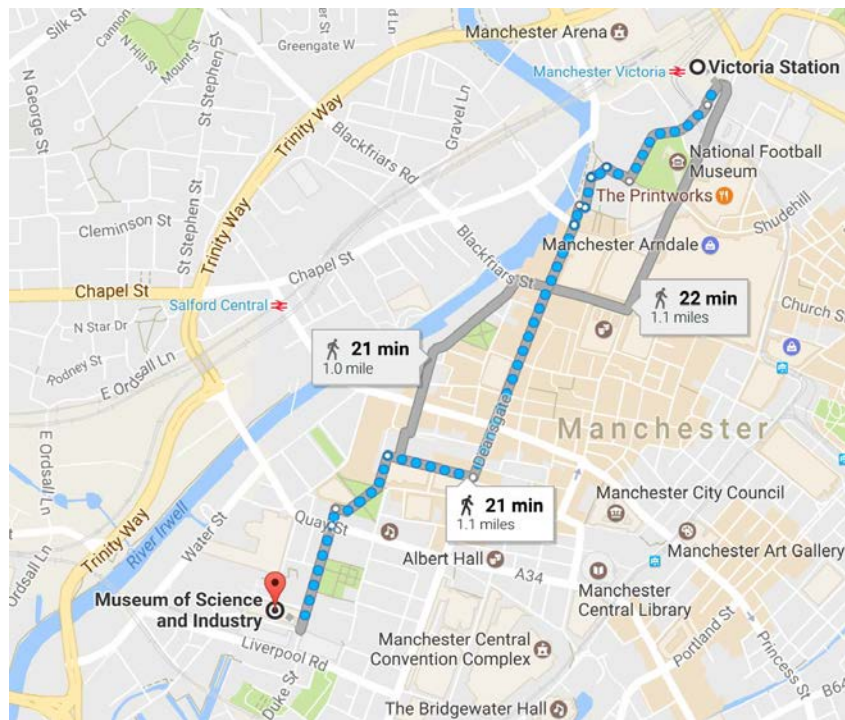 Silk St
Cannon
N Hill St
Mount St
Greengate W
Manchester Arena
Manchester Victoria
Victoria Station
N George St
St Stephen St
Trinity Way
Gravel Ln
Blackfriars Rd
National Football
Museum
The Printworks
Shudehill
Cleminson St
St Stephen St
Trinity Way
Chapel St
Blackfriars St
Manchester Arndale
Chapel St
Salford Central
22 min
1.1 miles
Church St
N Star Dr
21 min
1.0 mile
Rodney St
E Ordsall Ln
Deansgate
Manchester
E Ordsall Ln
21 min
1.1 miles
Manchester City Council
River Irwell
Water St
Quay St
Trinity Way
Albert Hall
A34
Manchester Art Gallery
Museum of Science
and Industry
Manchester
Central Library
Portland St
Princess St
Manchester Central
Convention Complex
Liverpool Rd
Duke St
B64
The Bridgewater Hall